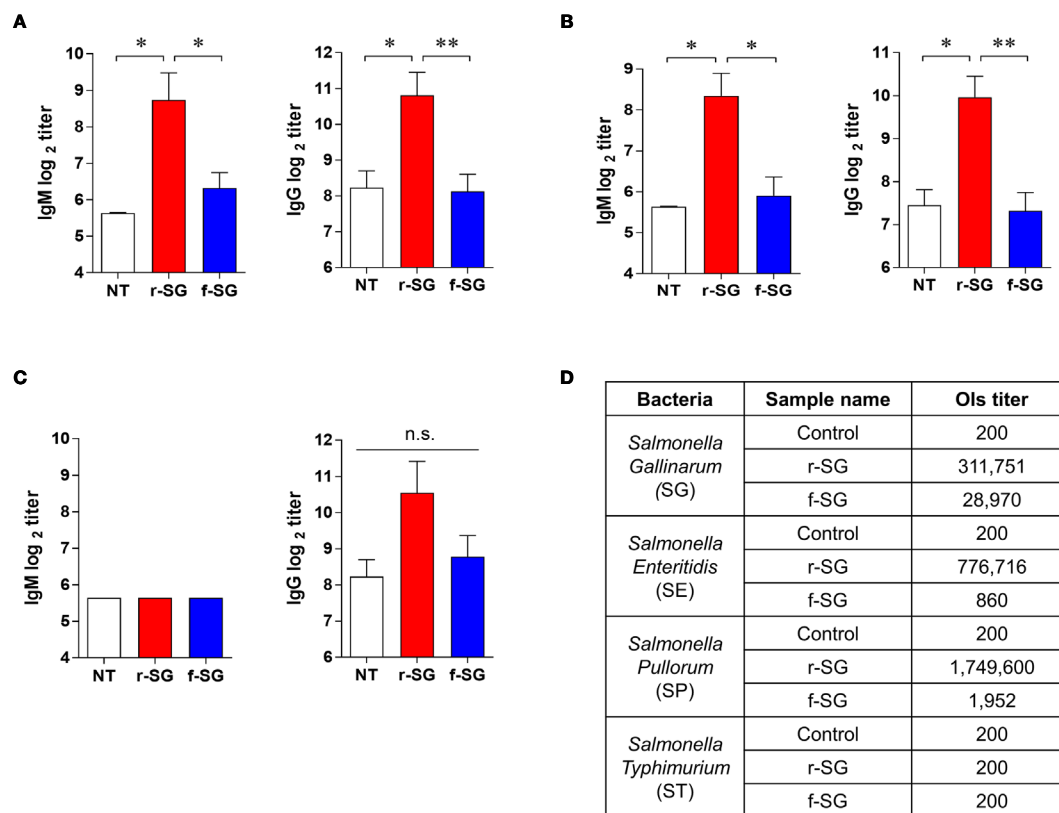 A
* *
10
9
8
7
6
5
4
IgM log 2 titer
NT r-SG f-SG
* **
12
11
10
9
8
7
6
IgG log 2 titer
NT r-SG f-SG
B
* *
9
8
7
6
5
4
IgM log 2 titer
NT r-SG f-SG
* **
11
10
9
8
7
6
IgG log 2 titer
NT r-SG f-SG
C
10
9
8
7
6
5
4
IgM log 2 titer
NT r-SG f-SG
n.s.
12
11
10
9
8
7
6
IgG log 2 titer
NT r-SG f-SG
D
Bacteria Sample name OIs titer
Salmonella Gallinarum (SG) Control 200
r-SG 311,751
f-SG 28,970
Salmonella Enteritidis (SE) Control 200
r-SG 776,716
f-SG 860
Salmonella Pullorum (SP) Control 200
r-SG 1,749,600
f-SG 1,952
Salmonella Typhimurium (ST) Control 200
r-SG 200
f-SG 200